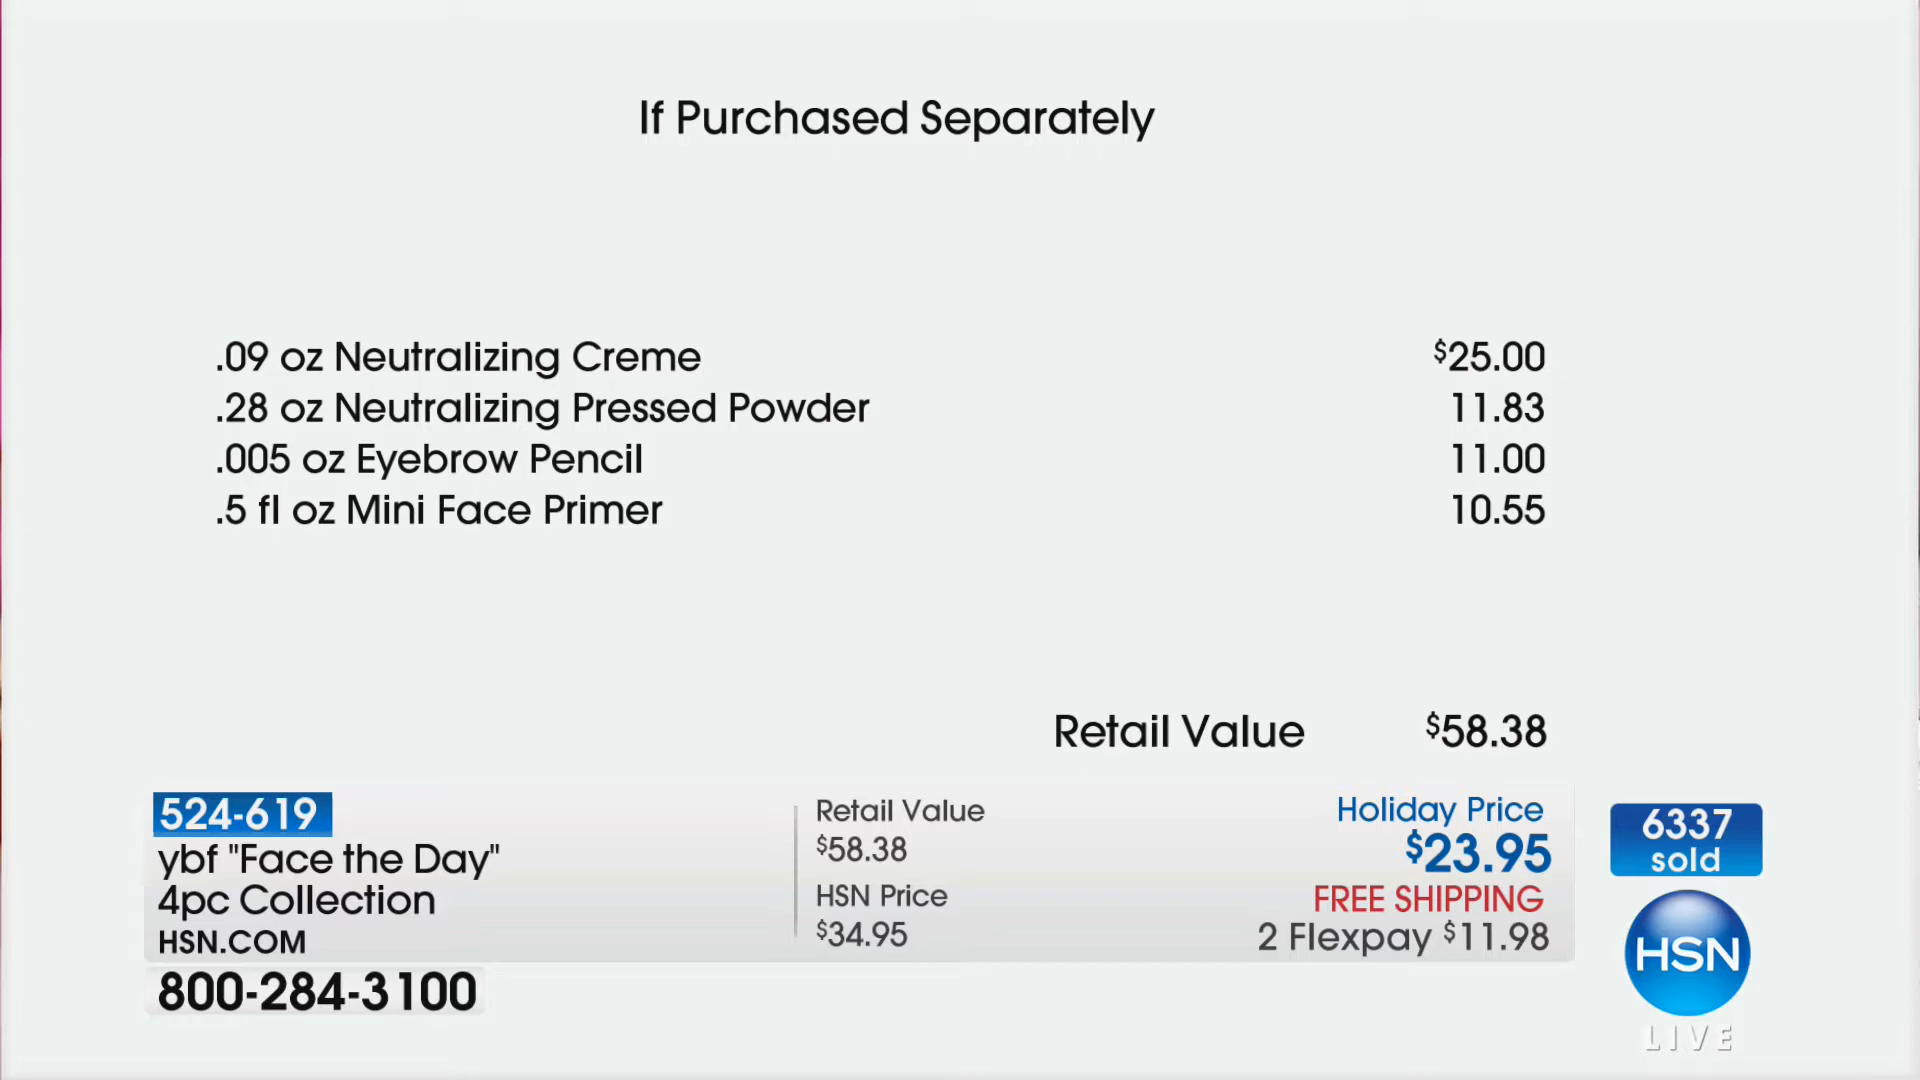 If Purchased Separately
.09 oz Neutralizing Creme $25.00
.28 oz Neutralizing Pressed Powder 11.83
.005 oz Eyebrow Pencil 11.00
.5 fl oz Mini Face Primer 10.55
Retail Value $58.38
524-619
ybf "Face the Day"
4pc Collection
HSN.COM
800-284-3100
Retail Value
$58.38
HSN Price
$34.95
Holiday Price
$23.95
FREE SHIPPING
2 Flexpay $11.98
6337
sold
HSN
LIVE